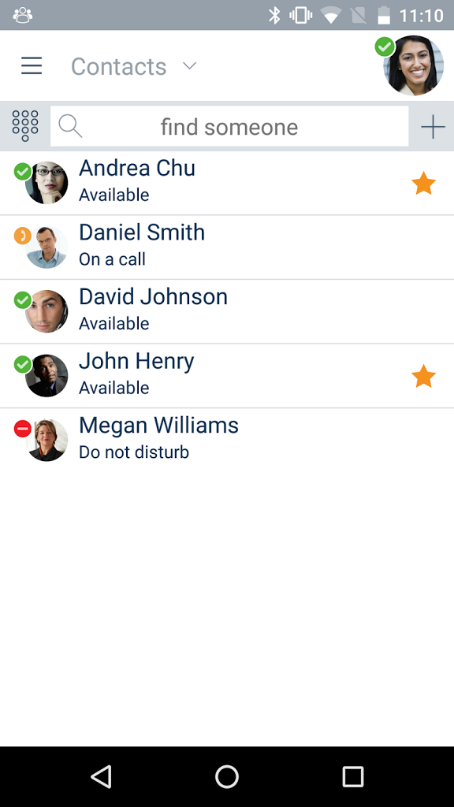 11:10
Contacts
find someone
Andrea Chu
Available
Daniel Smith
On a call
David Johnson
Available
John Henry
Available
Megan Williams
Do not disturb